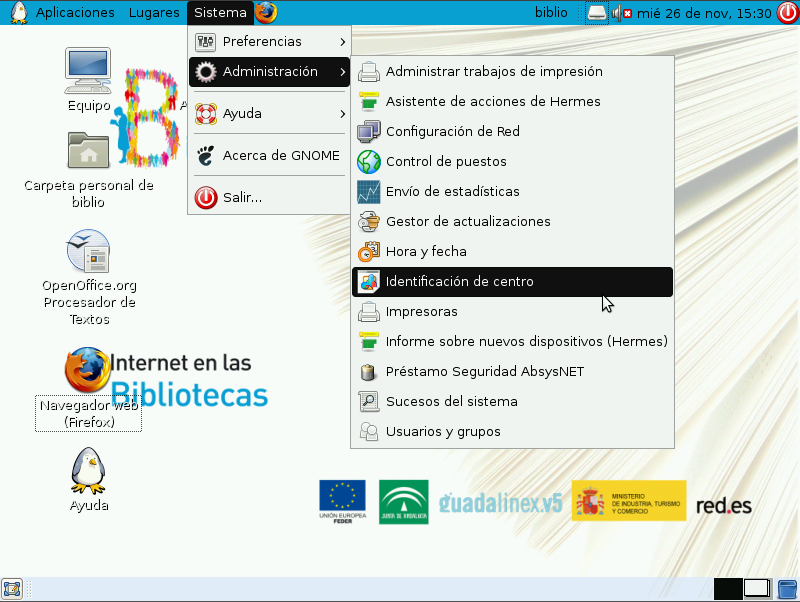 Aplicaciones Lugares Sistema biblio mié 26 de nov, 15:30
Preferencias
Administración
Ayuda
Acerca de GNOME
Salir...
Administrar trabajos de impresión
Asistente de acciones de Hermes
Configuración de Red
Control de puestos
Envío de estadísticas
Gestor de actualizaciones
Hora y fecha
Identificación de centro
Impresoras
Informe sobre nuevos dispositivos (Hermes)
Préstamo Seguridad AbsysNET
Sucesos del sistema
Usuarios y grupos
Equipo
Carpeta personal de
biblio
OpenOffice.org
Procesador de
Textos
Internet en las
Bibliotecas
Navegador web
(Firefox)
Ayuda
UNIÓN EUROPEA
FEDER
JUNTA DE ANDALUCIA
guadalinex.v5
MINISTERIO
DE INDUSTRIA, TURISMO
Y COMERCIO
red.es